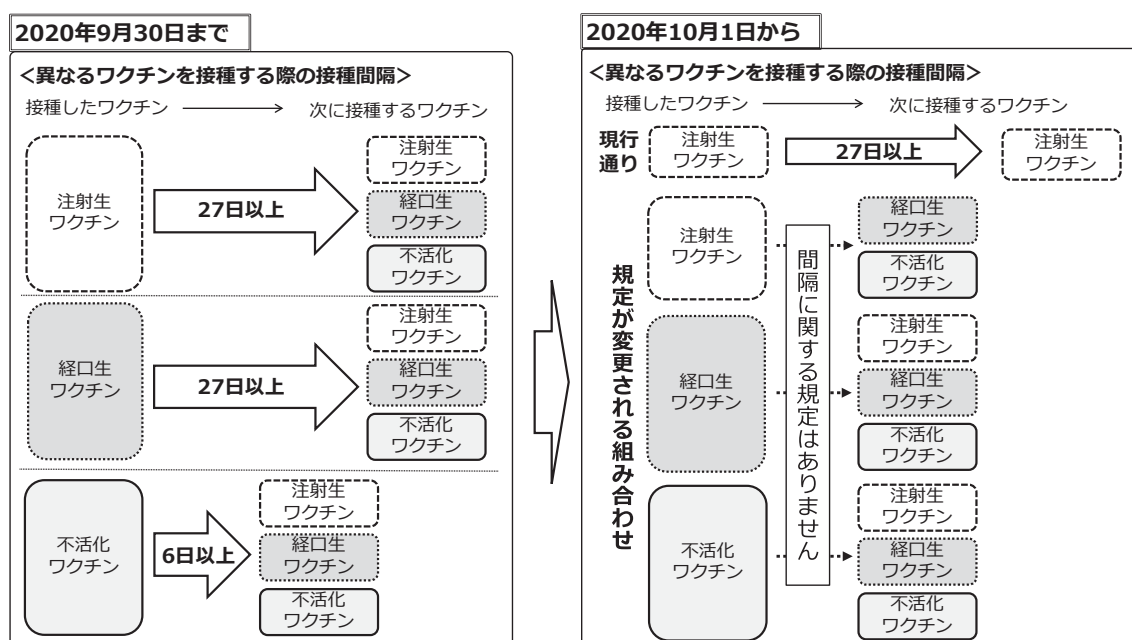 2020年9月30日まで
<異なるワクチンを接種する際の接種間隔>
接種したワクチン
次に接種するワクチン
注射生
ワクチン
27日以上
注射生
ワクチン
経口生
ワクチン
不活化
ワクチン
経口生
ワクチン
27日以上
注射生
ワクチン
経口生
ワクチン
不活化
ワクチン
不活化
ワクチン
6日以上
注射生
ワクチン
経口生
ワクチン
不活化
ワクチン
2020年10月1日から
<異なるワクチンを接種する際の接種間隔>
接種したワクチン
次に接種するワクチン
現行
通り
注射生
ワクチン
27日以上
注射生
ワクチン
規定が変更される組み合わせ
注射生
ワクチン
経口生
ワクチン
不活化
ワクチン
間隔に関する規定はありません
経口生
ワクチン
不活化
ワクチン
注射生
ワクチン
経口生
ワクチン
不活化
ワクチン
注射生
ワクチン
経口生
ワクチン
不活化
ワクチン